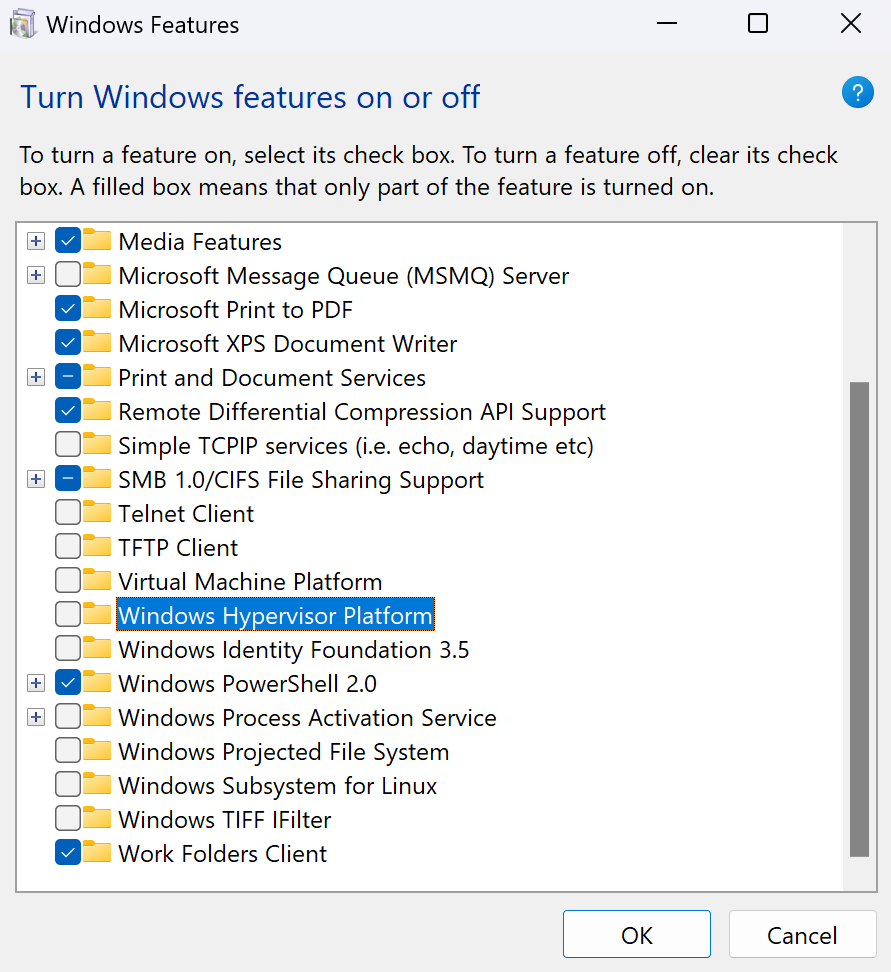 Windows Features
Turn Windows features on or off
?
To turn a feature on, select its check box. To turn a feature off, clear its check
box. A filled box means that only part of the feature is turned on.
Media Features
Microsoft Message Queue (MSMQ) Server
Microsoft Print to PDF
Microsoft XPS Document Writer
Print and Document Services
Remote Differential Compression API Support
Simple TCPIP services (i.e. echo, daytime etc)
SMB 1.0/CIFS File Sharing Support
Telnet Client
TFTP Client
Virtual Machine Platform
Windows Hypervisor Platform
Windows Identity Foundation 3.5
Windows PowerShell 2.0
Windows Process Activation Service
Windows Projected File System
Windows Subsystem for Linux
Windows TIFF IFilter
Work Folders Client
OK
Cancel